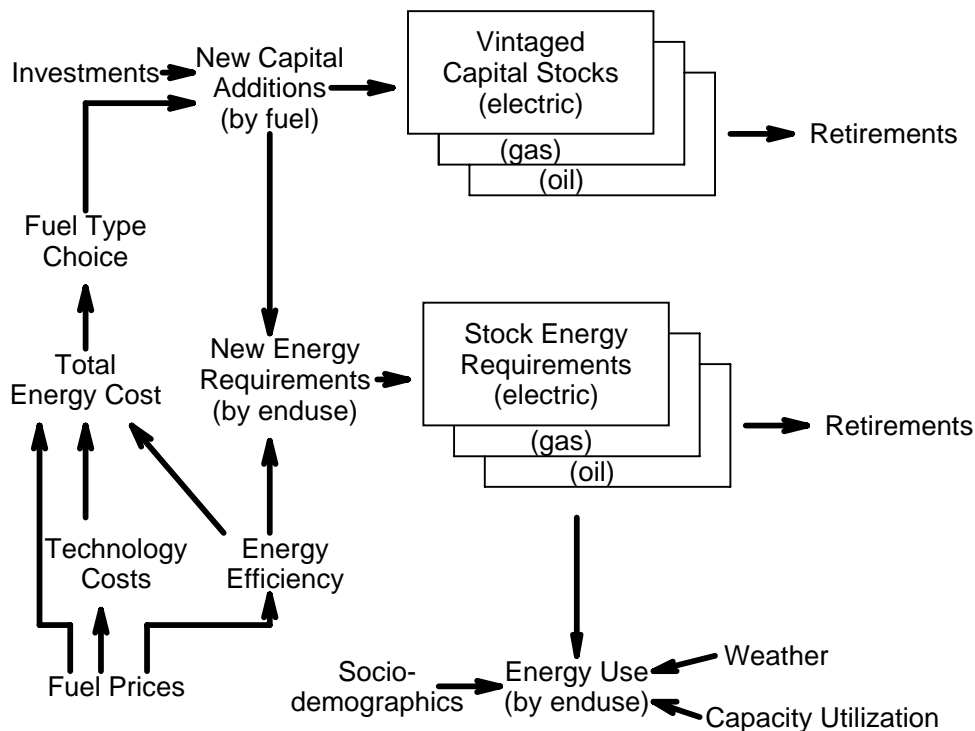 Investments
New Capital
Additions
(by fuel)
Vintaged
Capital Stocks
(electric)
(gas)
(oil)
Retirements
Fuel Type
Choice
Total
Energy Cost
New Energy
Requirements
(by enduse)
Stock Energy
Requirements
(electric)
(gas)
(oil)
Retirements
Technology
Costs
Energy
Efficiency
Fuel Prices
Socio-
demographics
Energy Use
(by enduse)
Weather
Capacity Utilization